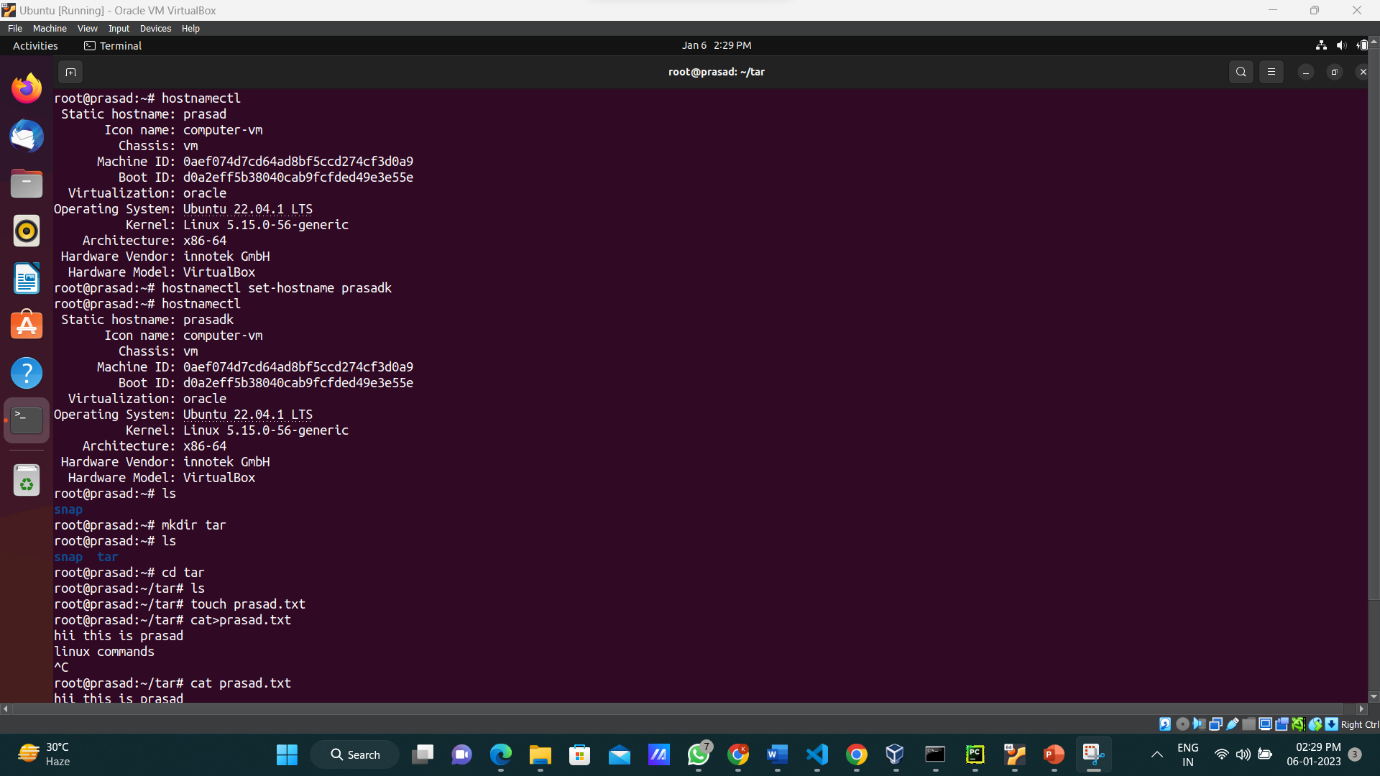 Ubuntu [Running] - Oracle VM VirtualBox
File Machine View Input Devices Help
Activities Terminal Jan 6 2:29 PM
root@prasad: ~/tar
root@prasad:~# hostnamectl
Static hostname: prasad
Icon name: computer-vm
Chassis: vm
Machine ID: 0aef074d7cd64ad8bf5ccd274cf3d0a9
Boot ID: d0a2eff5b38040cab9fcfded49e3e55e
Virtualization: oracle
Operating System: Ubuntu 22.04.1 LTS
Kernel: Linux 5.15.0-56-generic
Architecture: x86-64
Hardware Vendor: innotek GmbH
Hardware Model: VirtualBox
root@prasad:~# hostnamectl set-hostname prasadk
root@prasad:~# hostnamectl
Static hostname: prasadk
Icon name: computer-vm
Chassis: vm
Machine ID: 0aef074d7cd64ad8bf5ccd274cf3d0a9
Boot ID: d0a2eff5b38040cab9fcfded49e3e55e
Virtualization: oracle
Operating System: Ubuntu 22.04.1 LTS
Kernel: Linux 5.15.0-56-generic
Architecture: x86-64
Hardware Vendor: innotek GmbH
Hardware Model: VirtualBox
root@prasad:~# ls
snap
root@prasad:~# mkdir tar
root@prasad:~# ls
snap tar
root@prasad:~# cd tar
root@prasad:~/tar# ls
root@prasad:~/tar# touch prasad.txt
root@prasad:~/tar# cat>prasad.txt
hii this is prasad
linux commands
^C
root@prasad:~/tar# cat prasad.txt
hii this is prasad
Right Ctrl
30°C
Haze
Search
7
ENG
IN
02:29 PM
06-01-2023
3